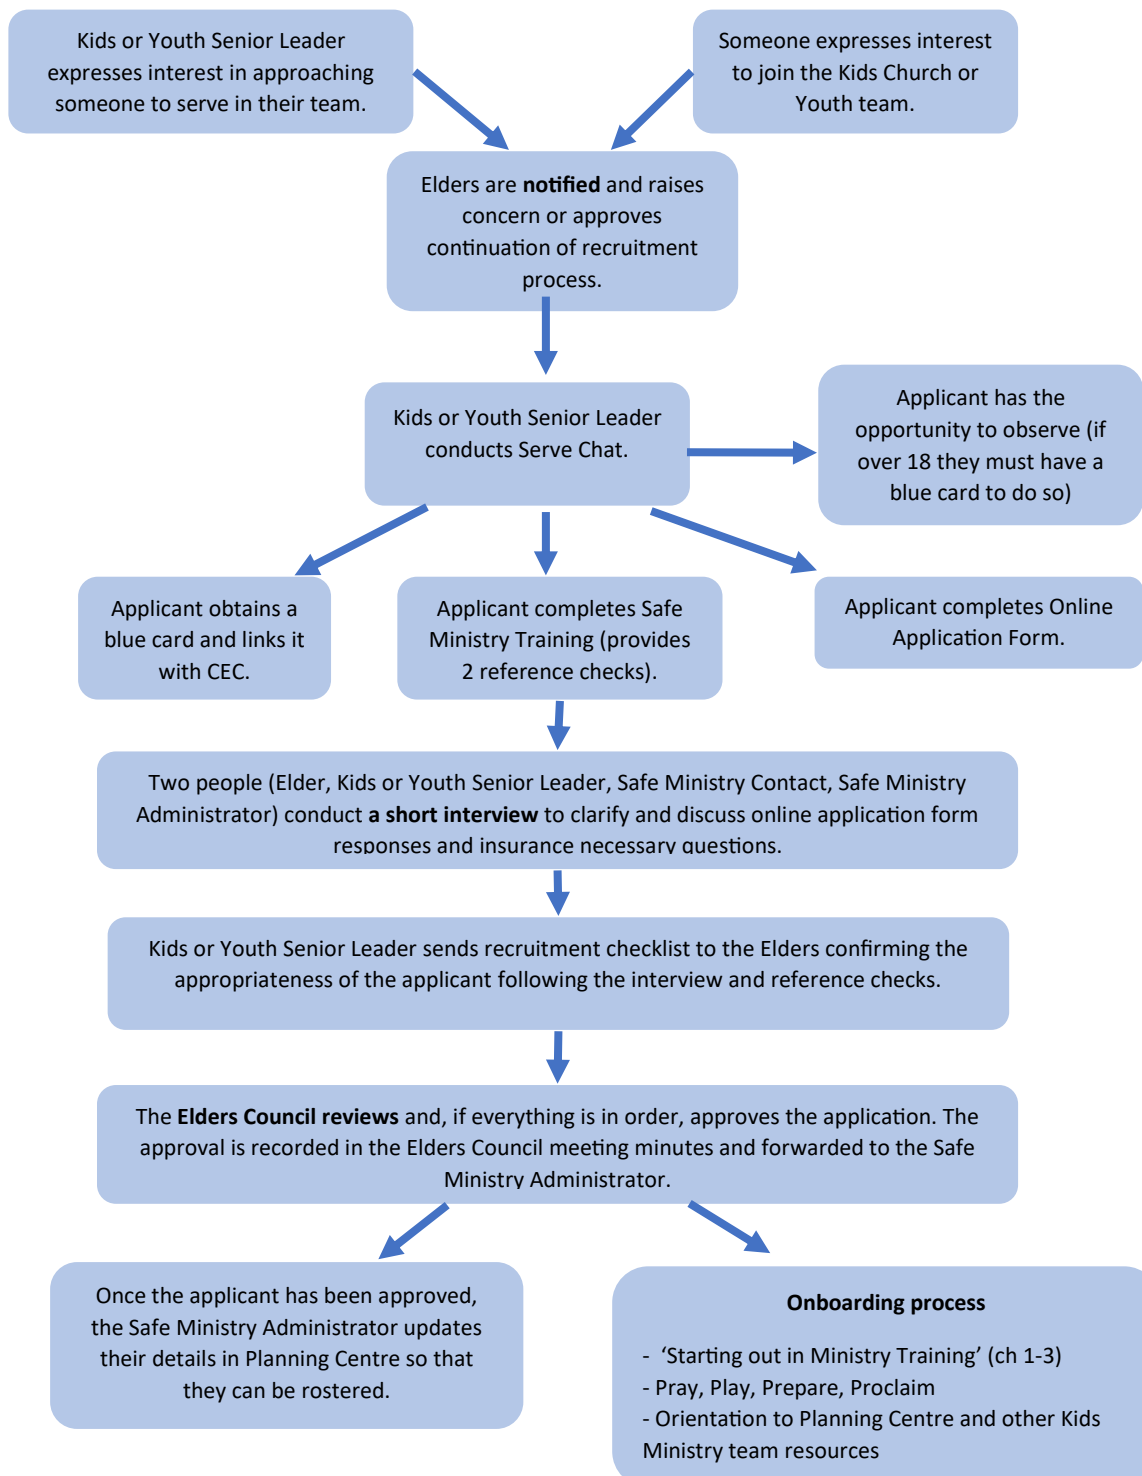 Kids or Youth Senior Leader
expresses interest in approaching
someone to serve in their team.
Someone expresses interest
to join the Kids Church or
Youth team.
Elders are notified and raises
concern or approves
continuation of recruitment
process.
Kids or Youth Senior Leader
conducts Serve Chat.
Applicant has the
opportunity to observe (if
over 18 they must have a
blue card to do so)
Applicant obtains a
blue card and links it
with CEC.
Applicant completes Safe
Ministry Training (provides
2 reference checks).
Applicant completes Online
Application Form.
Two people (Elder, Kids or Youth Senior Leader, Safe Ministry Contact, Safe Ministry
Administrator) conduct a short interview to clarify and discuss online application form
responses and insurance necessary questions.
Kids or Youth Senior Leader sends recruitment checklist to the Elders confirming the
appropriateness of the applicant following the interview and reference checks.
The Elders Council reviews and, if everything is in order, approves the application. The
approval is recorded in the Elders Council meeting minutes and forwarded to the Safe
Ministry Administrator.
Once the applicant has been approved,
the Safe Ministry Administrator updates
their details in Planning Centre so that
they can be rostered.
Onboarding process
- ‘Starting out in Ministry Training’ (ch 1-3)
- Pray, Play, Prepare, Proclaim
- Orientation to Planning Centre and other Kids
Ministry team resources